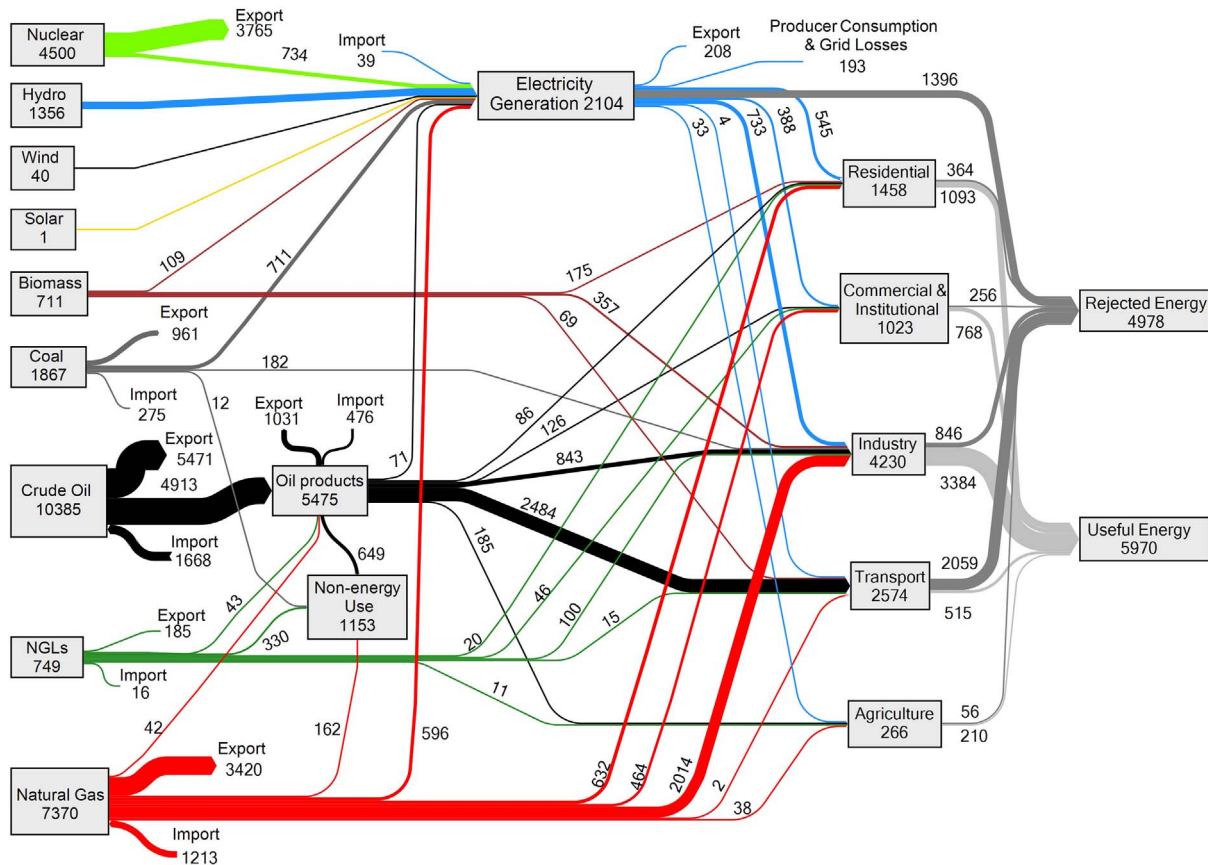 Nuclear
4500
Export
3765
734
Import
39
Electricity
Generation 2104
Export
208
Producer Consumption
& Grid Losses
193
1396
Hydro
1356
Wind
40
Solar
1
Biomass
711
109
711
33
4
733
388
545
Residential
1458
364
1093
175
357
69
Commercial &
Institutional
1023
256
768
Rejected Energy
4978
Coal
1867
Export
961
Import
275
12
182
Export
1031
Import
476
86
126
71
Crude Oil
10385
Export
5471
4913
Import
1668
Oil products
5475
843
2484
185
Industry
4230
846
3384
Useful Energy
5970
649
Non-energy
Use
1153
Transport
2574
2059
515
NGLs
749
Export
185
Import
16
43
330
20
46
100
15
11
Agriculture
266
56
210
42
162
596
Natural Gas
7370
Export
3420
Import
1213
632
464
2014
2
38